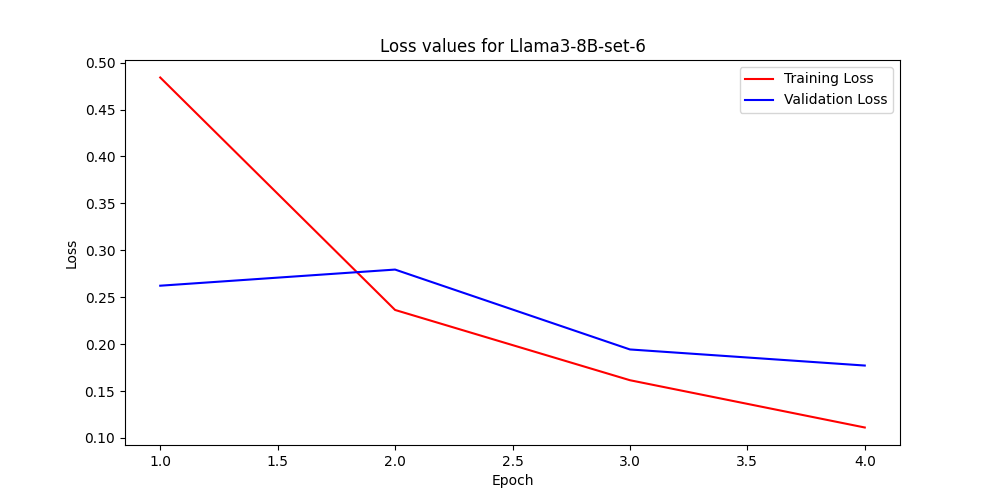 Loss values for Llama3-8B-set-6
Training Loss
Validation Loss
Loss
0.50
0.45
0.40
0.35
0.30
0.25
0.20
0.15
0.10
1.0 1.5 2.0 2.5 3.0 3.5 4.0
Epoch